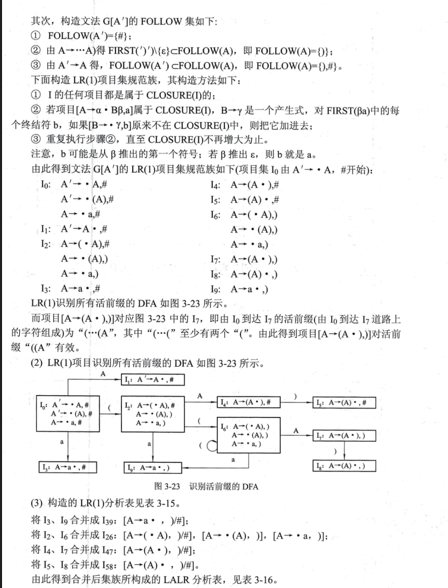 其次，构造文法 G[A′]的 FOLLOW 集如下:
① FOLLOW(A′)={#};
② 由 A→…A)得 FIRST(')')\{ε}⊂FOLLOW(A)，即 FOLLOW(A)={)};
③ 由 A′→A 得，FOLLOW(A′)⊂FOLLOW(A)，即 FOLLOW(A)={),#}。
下面构造 LR(1)项目集规范族，其构造方法如下:
① I 的任何项目都是属于 CLOSURE(I)的;
② 若项目[A→α·Bβ,a]属于 CLOSURE(I)，B→γ 是一个产生式，对 FIRST(βa)中的每
个终结符 b，如果[B→·γ,b]原来不在 CLOSURE(I)中，则把它加进去;
③ 重复执行步骤②，直至 CLOSURE(I)不再增大为止。
注意，b 可能是从 β 推出的第一个符号；若 β 推出 ε，则 b 就是 a。
由此得到文法 G[A′]的 LR(1)项目集规范族如下(项目集 I₀ 由 A′→·A，#开始):
I₀: A′→·A,# I₄: A→(A·),#
A′→·(A),# I₅: A→(A)·,#
A→·a,# I₆: A→(·A),)
I₁: A′→A·,# A→·(A),)
I₂: A→(·A),# A→·a,)
A→·(A),) I₇: A→(A·),)
A→·a,) I₈: A→(A)·,)
I₃: A→a·,# I₉: A→a·,)
LR(1)识别所有活前缀的 DFA 如图 3-23 所示。
而项目[A→(A·),)]对应图 3-23 中的 I₇，即由 I₀ 到达 I₇ 的活前缀(由 I₀ 到达 I₇ 道路上
的字符组成)为“(…(A”，其中“(…(”至少有两个“(”。由此得到项目[A→(A·),)]对活前
缀“((A”有效。
(2) LR(1)项目识别所有活前缀的 DFA 如图 3-23 所示。
A
I₁: A′→A·,#
I₀: A′→·A,#
A′→·(A),#
A→·a,#
(
I₂: A→(·A),#
A→·(A),)
A→·a,)
A
I₄: A→(A·),#
)
I₅: A→(A)·,#
(
I₆: A→(·A),)
A→·(A),)
A→·a,)
(
A
I₇: A→(A·),)
)
a
a
a
I₃: A→a·,#
I₉: A→a·,)
I₈: A→(A)·,)
图 3-23 识别活前缀的 DFA
(3) 构造的 LR(1)分析表见表 3-15。
将 I₃、I₉ 合并成 I₃₉: [A→a·，)/#];
将 I₂、I₆ 合并成 I₂₆: [A→(·A)，)/#]，[A→·(A)，)]，[A→·a，)];
将 I₄、I₇ 合并成 I₄₇: [A→(A·)，)/#];
将 I₅、I₈ 合并成 I₅₈: [A→(A)·，)/#]。
由此得到合并后集族所构成的 LALR 分析表，见表 3-16。